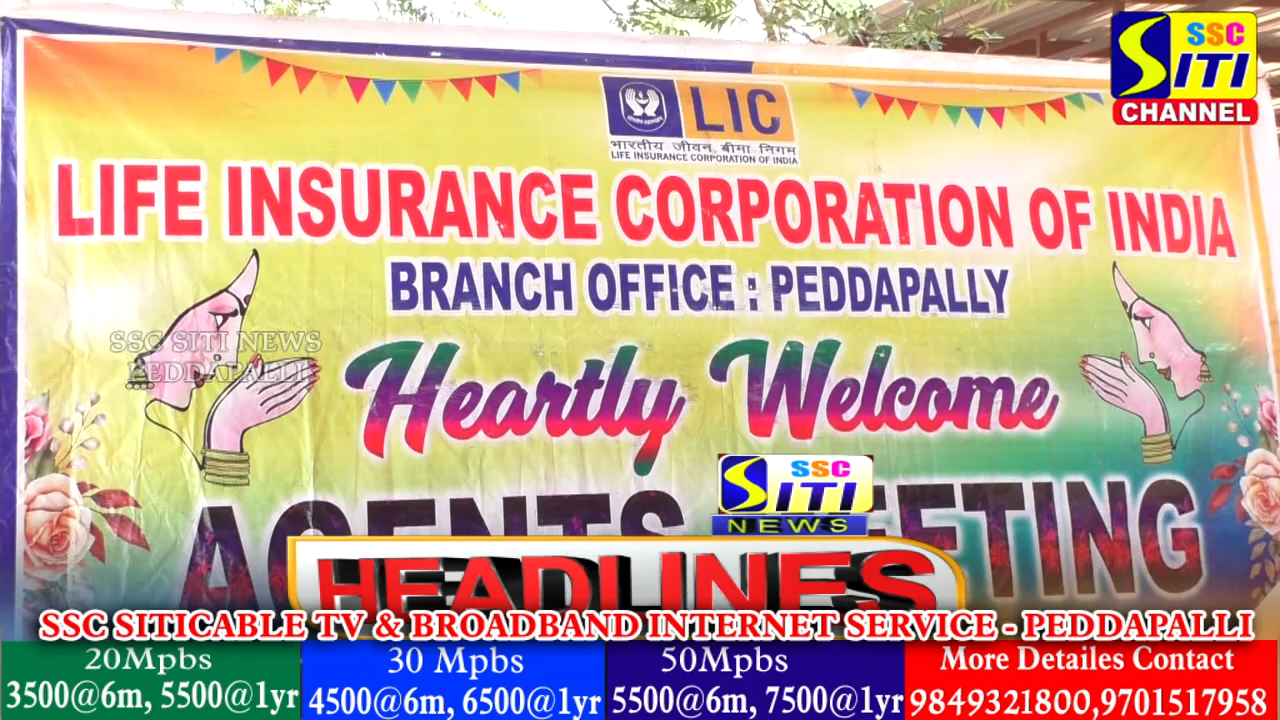 SSC
SITI
CHANNEL
LIC
भारतीय जीवन बीमा निगम
LIFE INSURANCE CORPORATION OF INDIA
LIFE INSURANCE CORPORATION OF INDIA
BRANCH OFFICE : PEDDAPALLY
SSC SITI NEWS
PEDDAPALLI
Heartly Welcome
AGENTS MEETING
SSC
SITI
NEWS
HEADLINES
SSC SITICABLE TV & BROADBAND INTERNET SERVICE - PEDDAPALLI
20Mpbs
3500@6m, 5500@1yr
30 Mpbs
4500@6m, 6500@1yr
50Mpbs
5500@6m, 7500@1yr
More Detailes Contact
9849321800,9701517958